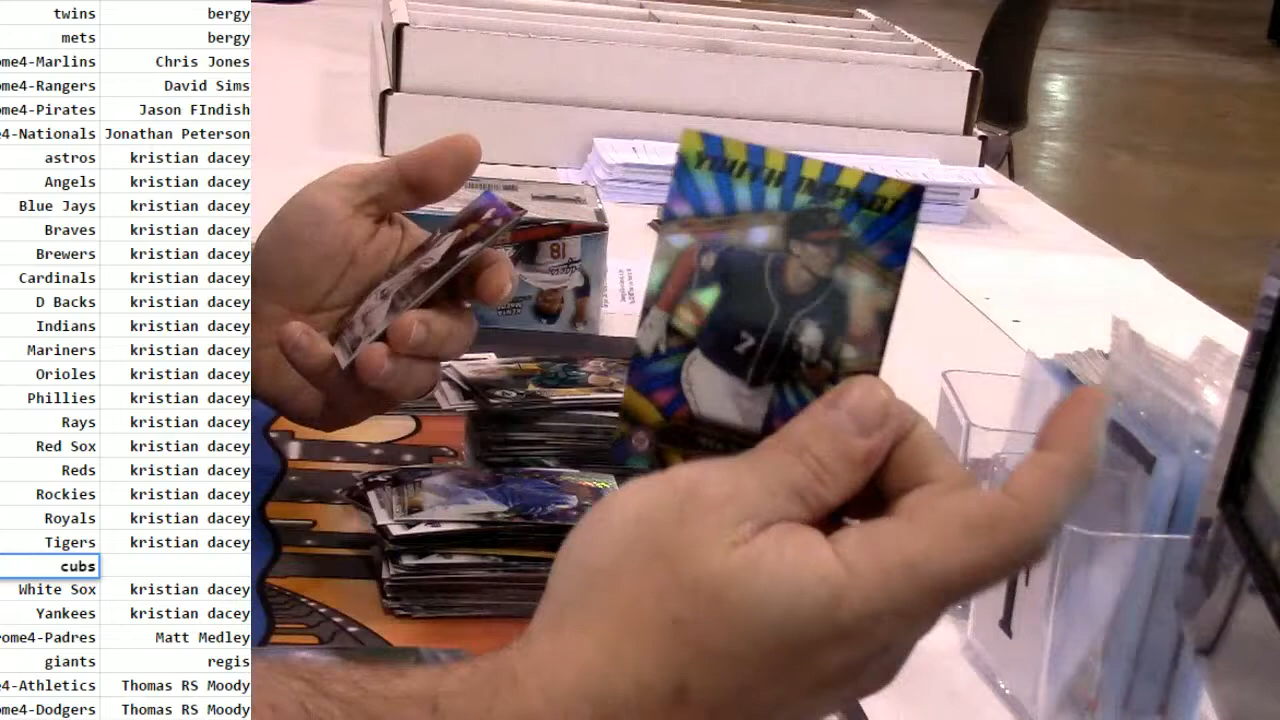 twins bergy
mets bergy
ome4-Marlins Chris Jones
ome4-Rangers David Sims
ome4-Pirates Jason FIndish
4-Nationals Jonathan Peterson
astros kristian dacey
Angels kristian dacey
Blue Jays kristian dacey
Braves kristian dacey
Brewers kristian dacey
Cardinals kristian dacey
D Backs kristian dacey
Indians kristian dacey
Mariners kristian dacey
Orioles kristian dacey
Phillies kristian dacey
Rays kristian dacey
Red Sox kristian dacey
Reds kristian dacey
Rockies kristian dacey
Royals kristian dacey
Tigers kristian dacey
cubs
White Sox kristian dacey
Yankees kristian dacey
rome4-Padres Matt Medley
giants regis
e4-Athletics Thomas RS Moody
ome4-Dodgers Thomas RS Moody
YOUTH IMPACT
7
18
KENTA